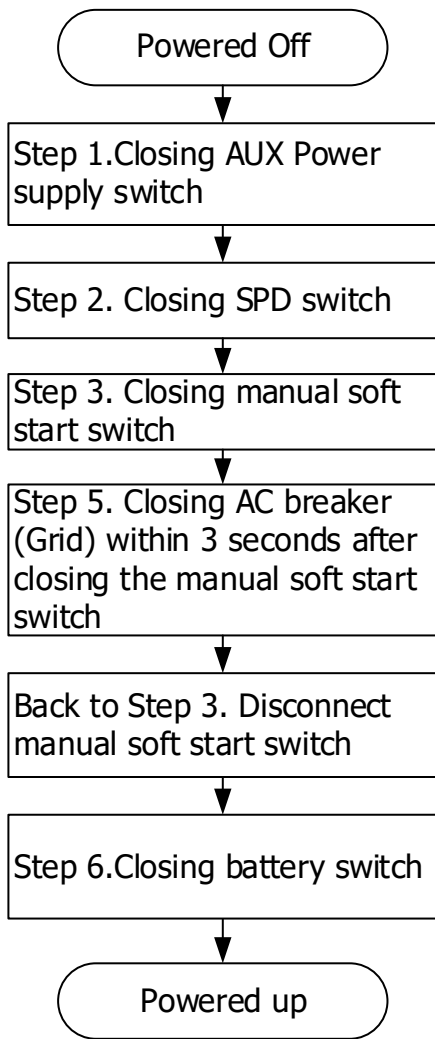 Powered Off
Step 1.Closing AUX Power
supply switch
Step 2. Closing SPD switch
Step 3. Closing manual soft
start switch
Step 5. Closing AC breaker
(Grid) within 3 seconds after
closing the manual soft start
switch
Back to Step 3. Disconnect
manual soft start switch
Step 6.Closing battery switch
Powered up